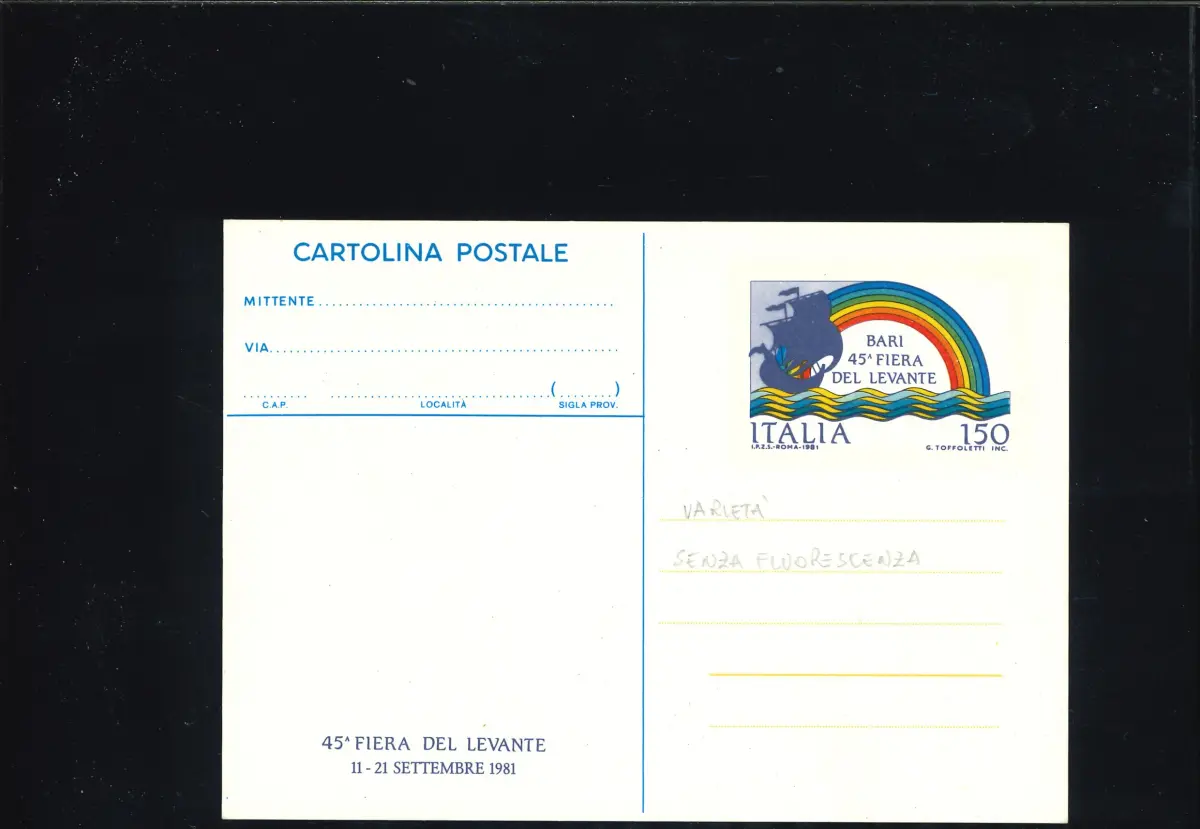 CARTOLINA POSTALE
MITTENTE
VIA
(.......)
C.A.P. LOCALITÀ SIGLA PROV.
45ª FIERA DEL LEVANTE
11-21 SETTEMBRE 1981
BARI
45ª FIERA
DEL LEVANTE
ITALIA 150
I.P.Z.S.-ROMA-1981 G. TOFFOLETTI INC.
VARIETÀ
SENZA FLUORESCENZA